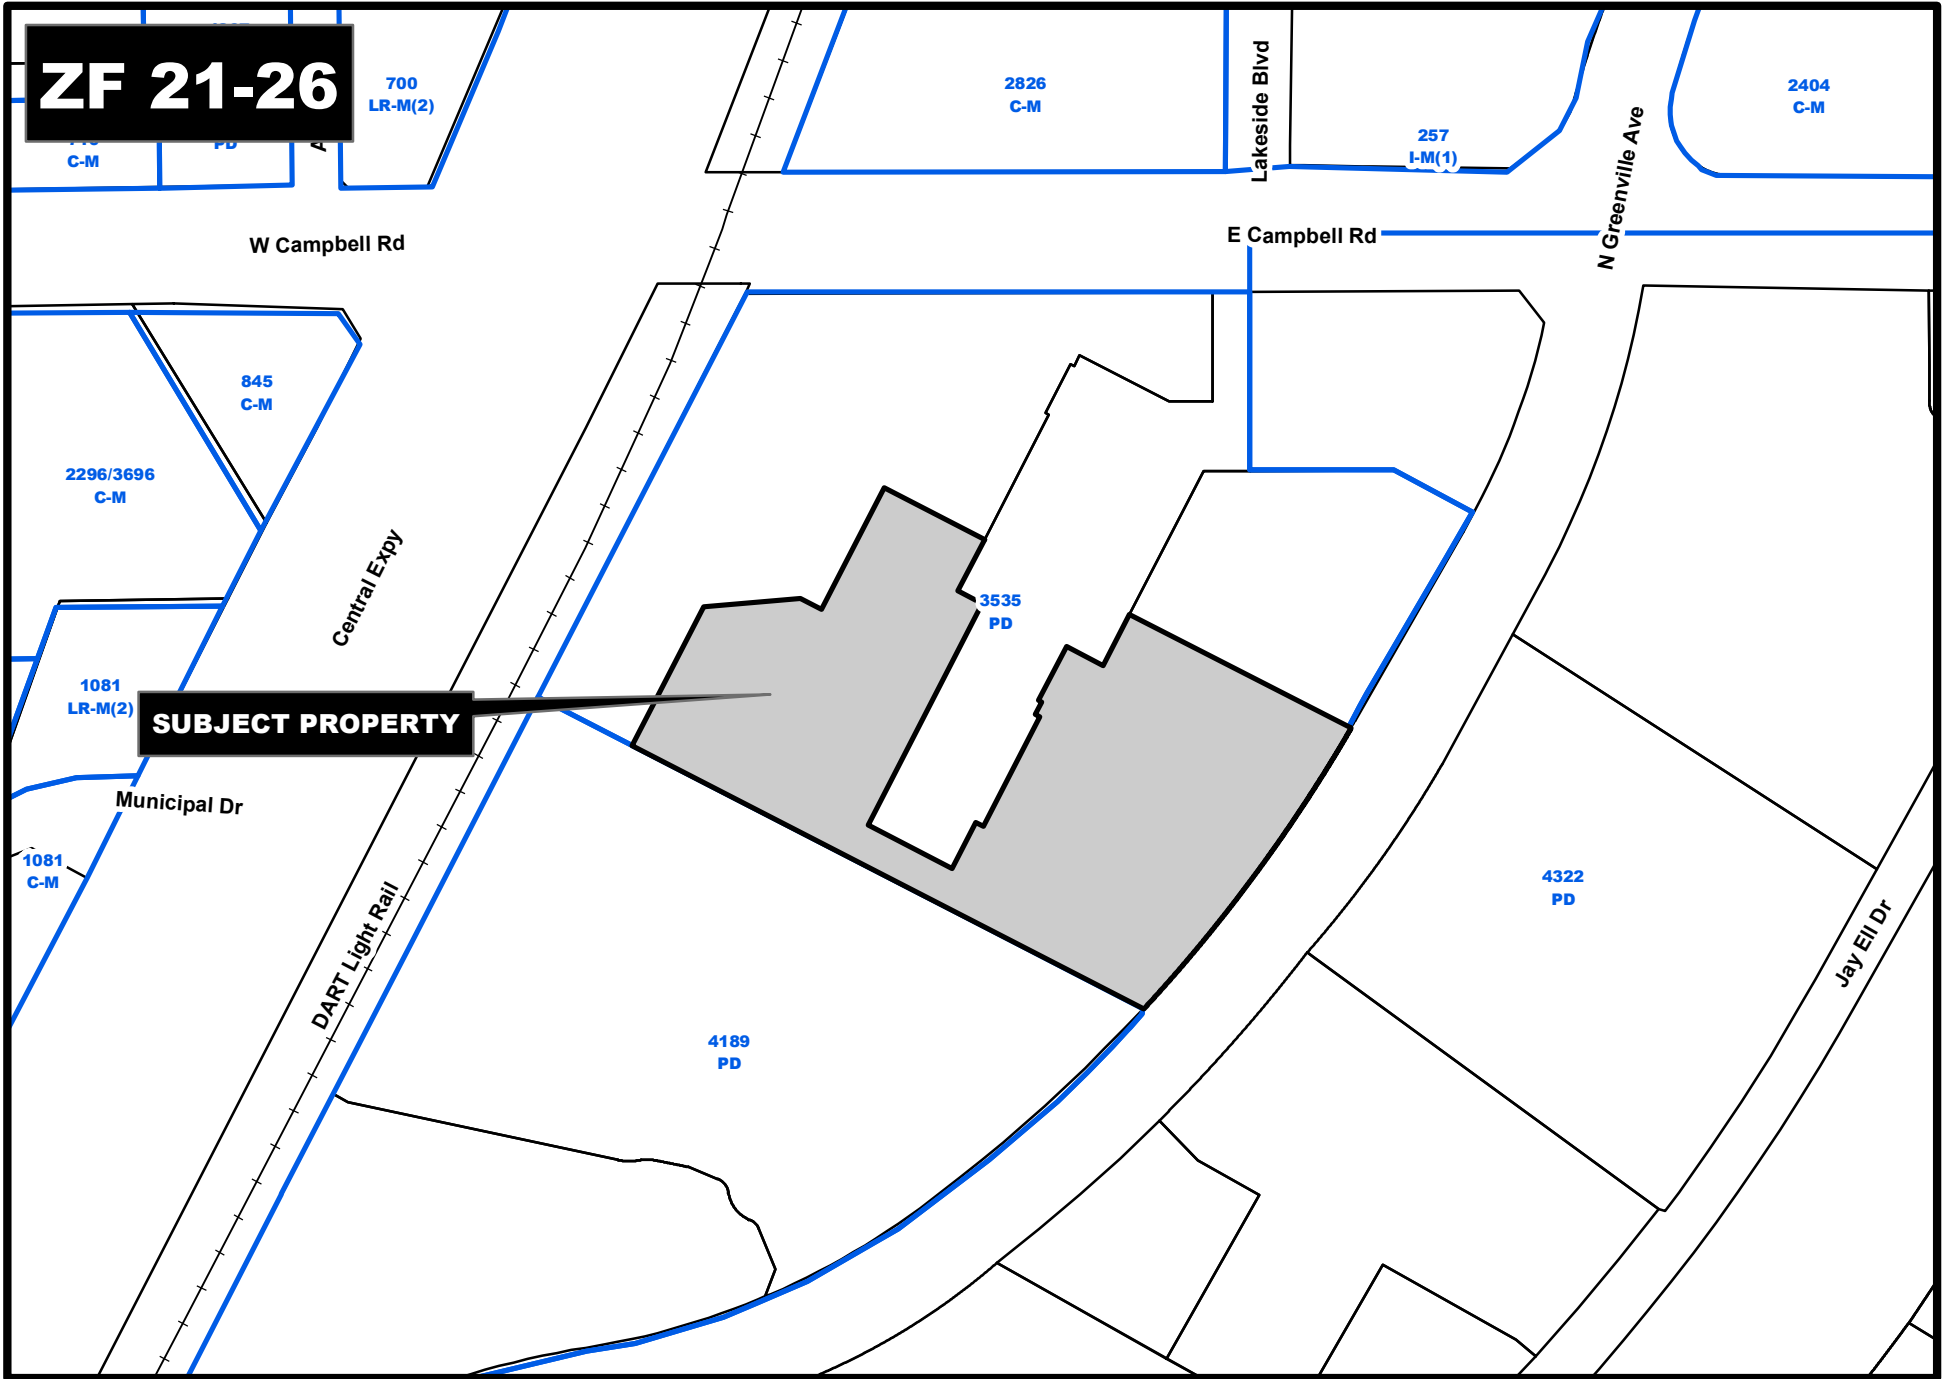 ZF 21-26
700
LR-M(2)
2826
C-M
Lakeside Blvd
257
I-M(1)
N Greenville Ave
2404
C-M
C-M
PD
W Campbell Rd
E Campbell Rd
845
C-M
2296/3696
C-M
Central Expy
3535
PD
1081
LR-M(2)
SUBJECT PROPERTY
Municipal Dr
1081
C-M
DART Light Rail
4322
PD
Jay Ell Dr
4189
PD